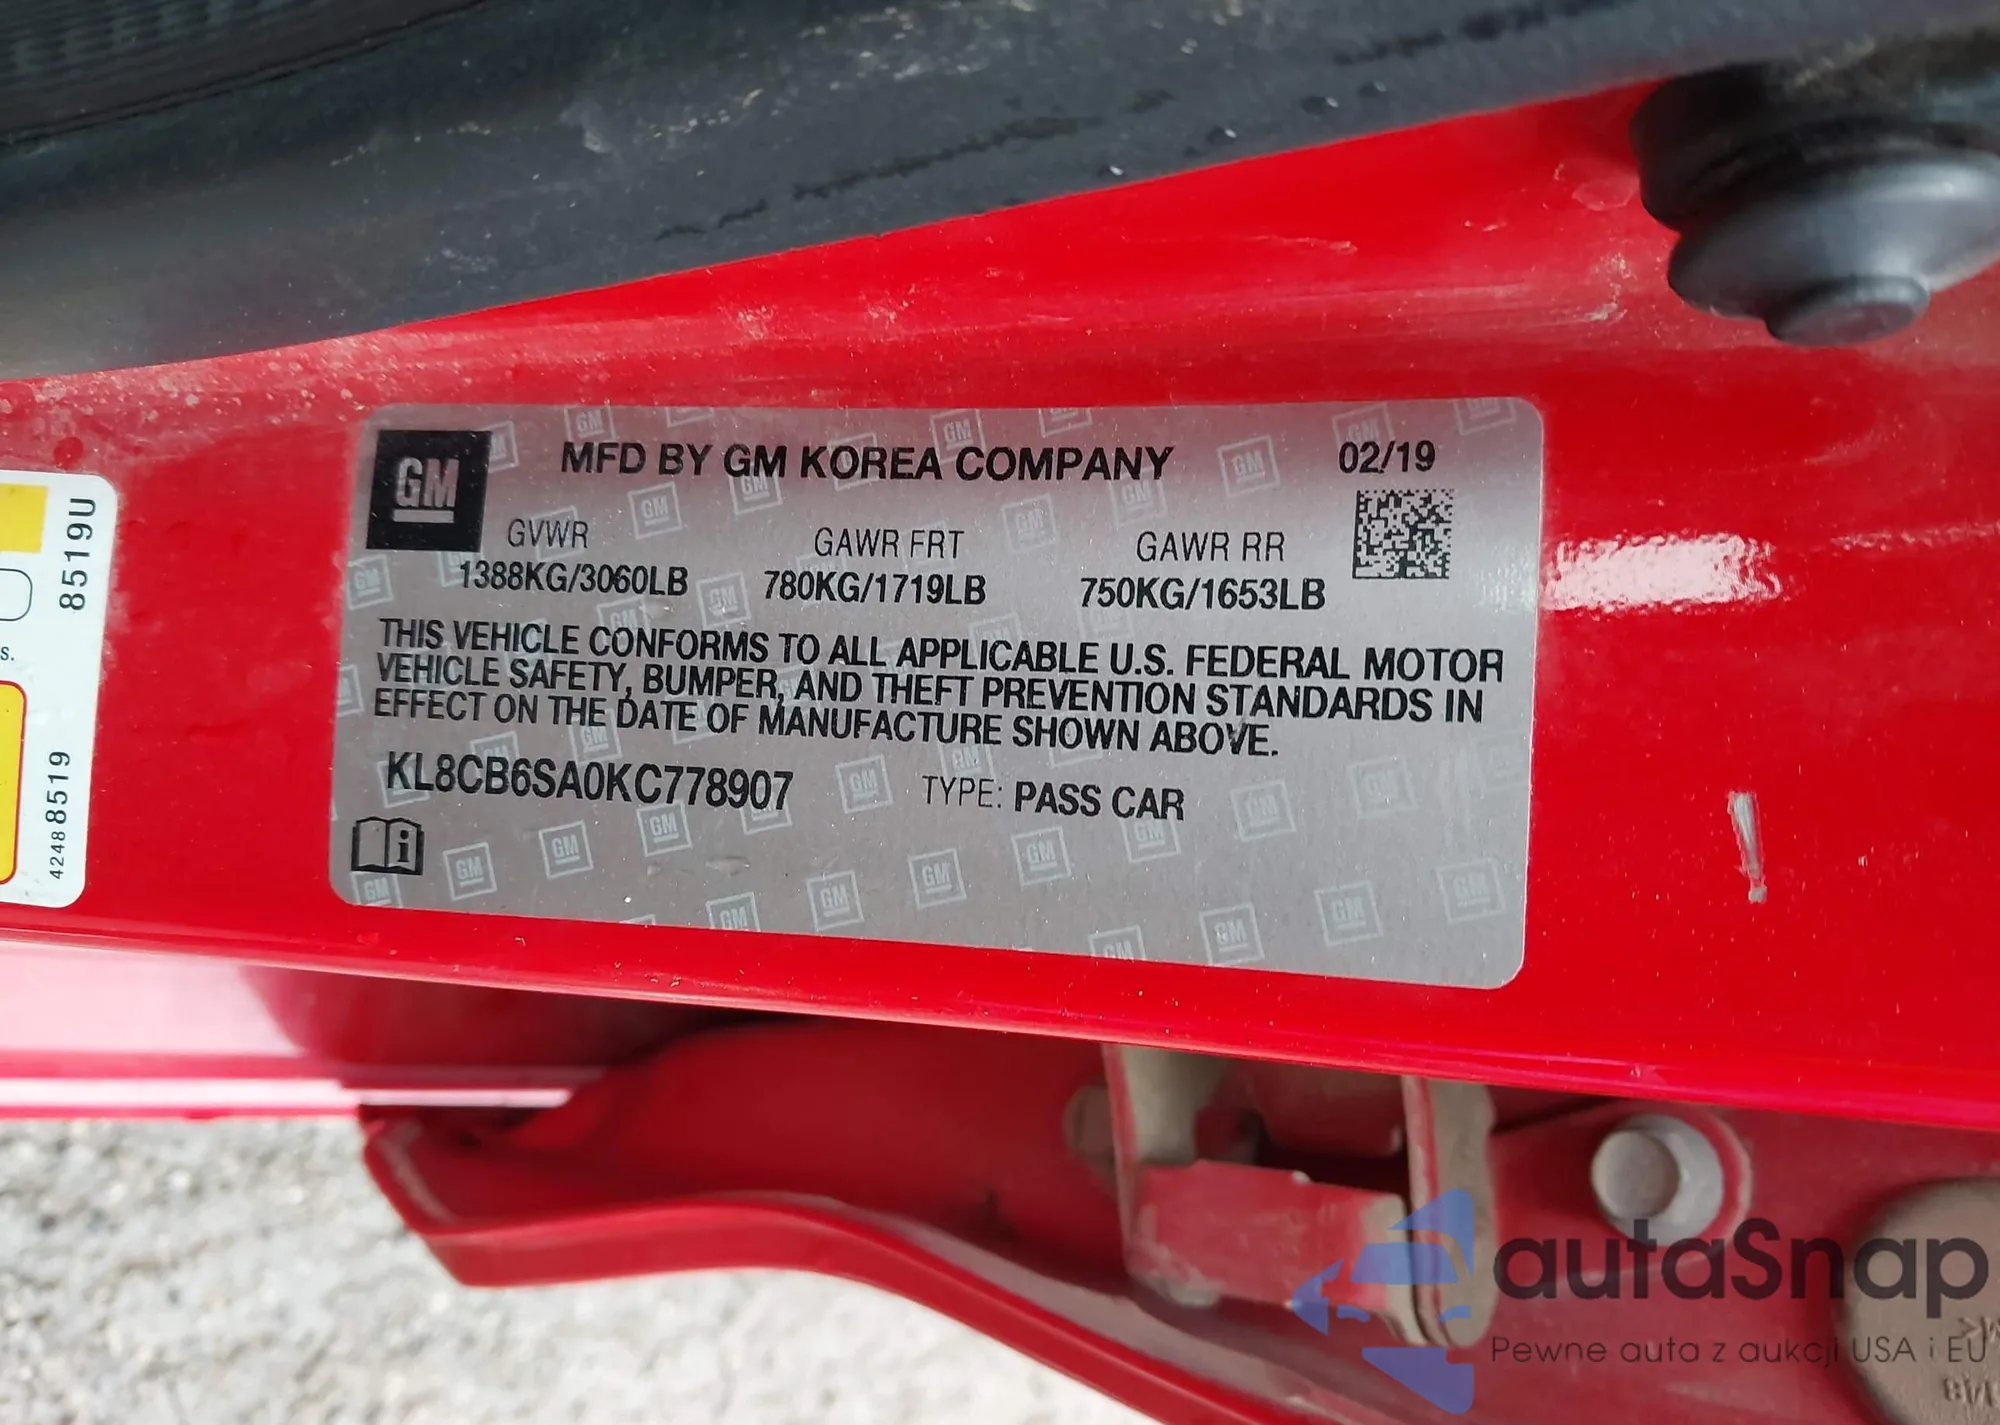 GM
MFD BY GM KOREA COMPANY 02/19
GVWR GAWR FRT GAWR RR
1388KG/3060LB 780KG/1719LB 750KG/1653LB
THIS VEHICLE CONFORMS TO ALL APPLICABLE U.S. FEDERAL MOTOR
VEHICLE SAFETY, BUMPER, AND THEFT PREVENTION STANDARDS IN
EFFECT ON THE DATE OF MANUFACTURE SHOWN ABOVE.
KL8CB6SA0KC778907 TYPE: PASS CAR
8519U
42488519
s.
autaSnap
Pewne auta z aukcji USA i EU